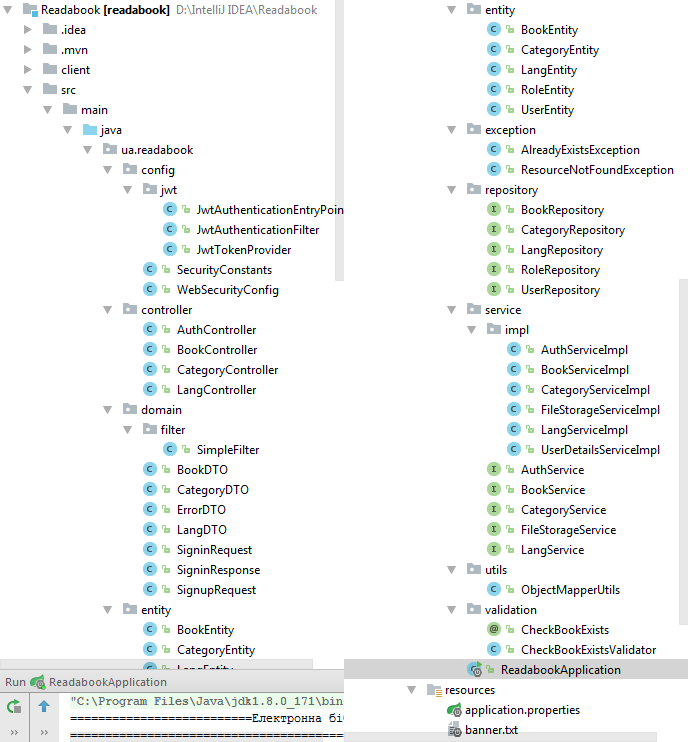 Readabook [readabook] D:\IntelliJ IDEA\Readabook
.idea
.mvn
client
src
main
java
ua.readabook
config
jwt
JwtAuthenticationEntryPoin
JwtAuthenticationFilter
JwtTokenProvider
SecurityConstants
WebSecurityConfig
controller
AuthController
BookController
CategoryController
LangController
domain
filter
SimpleFilter
BookDTO
CategoryDTO
ErrorDTO
LangDTO
SigninRequest
SigninResponse
SignupRequest
entity
BookEntity
CategoryEntity
LangEntity
Run ReadabookApplication
"C:\Program Files\Java\jdk1.8.0_171\bin
==========================Електронна бі
=======================================
entity
BookEntity
CategoryEntity
LangEntity
RoleEntity
UserEntity
exception
AlreadyExistsException
ResourceNotFoundException
repository
BookRepository
CategoryRepository
LangRepository
RoleRepository
UserRepository
service
impl
AuthServiceImpl
BookServiceImpl
CategoryServiceImpl
FileStorageServiceImpl
LangServiceImpl
UserDetailsServiceImpl
AuthService
BookService
CategoryService
FileStorageService
LangService
utils
ObjectMapperUtils
validation
CheckBookExists
CheckBookExistsValidator
ReadabookApplication
resources
application.properties
banner.txt